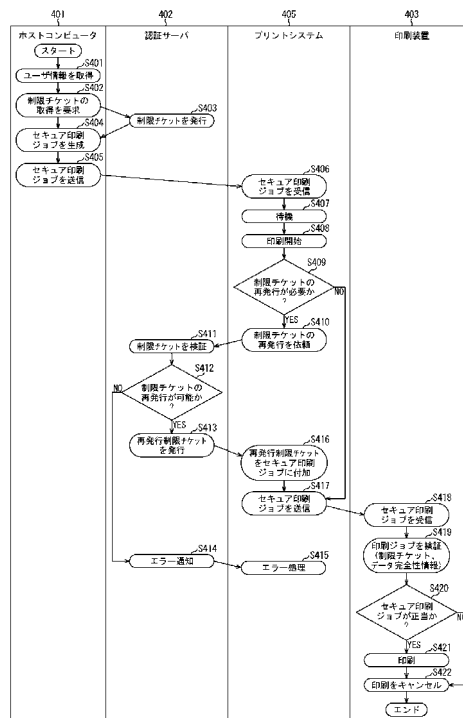 401
402
405
403
ホストコンピュータ
認証サーバ
プリントシステム
印刷装置
スタート
S401
ユーザ情報を取得
S402
制限チケットの
取得を要求
S403
制限チケットを発行
S404
セキュア印刷
ジョブを生成
S405
セキュア印刷
ジョブを送信
S406
セキュア印刷
ジョブを受信
S407
待機
S408
印刷開始
S409
制限チケットの
再発行が必要か
?
NO
YES
S410
制限チケットの
再発行を依頼
S411
制限チケットを検証
S412
制限チケットの
再発行が可能か
?
NO
YES
S413
再発行制限チケット
を発行
S416
再発行制限チケット
をセキュア印刷
ジョブに付加
S417
セキュア印刷
ジョブを送信
S418
セキュア印刷
ジョブを受信
S419
印刷ジョブを検証
(制限チケット、
データ完全性情報)
S414
エラー通知
S415
エラー処理
S420
セキュア印刷
ジョブが正当か
?
NO
YES
S421
印刷
S422
印刷をキャンセル
エンド